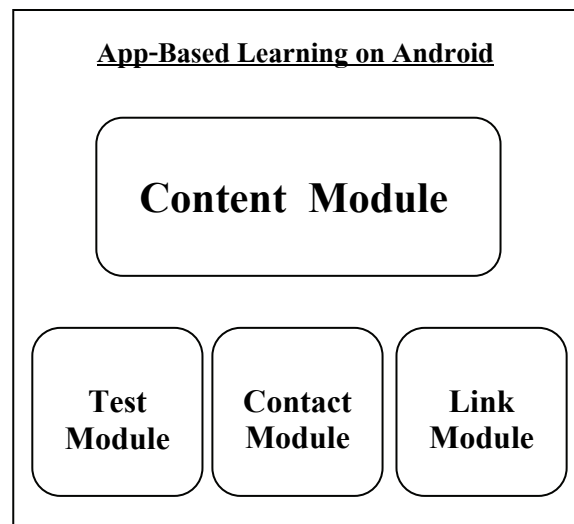 App-Based Learning on Android
Content Module
Test
Module
Contact
Module
Link
Module